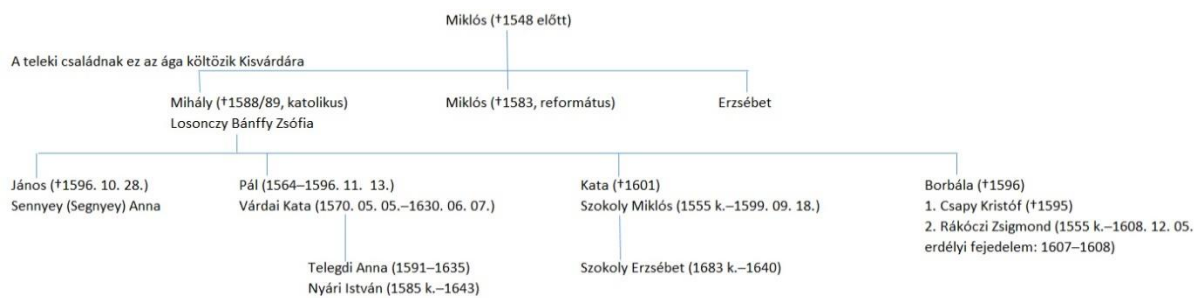 Miklós (†1548 előtt)
A teleki családnak ez az ága költözik Kisvárdára
Mihály (†1588/89, katolikus)
Losonczy Bánffy Zsófia
Miklós (†1583, református)
Erzsébet
János (†1596. 10. 28.)
Sennyey (Segnyey) Anna
Pál (1564–1596. 11. 13.)
Várdai Kata (1570. 05. 05.–1630. 06. 07.)
Kata (†1601)
Szokoly Miklós (1555 k.–1599. 09. 18.)
Borbála (†1596)
1. Csapy Kristóf (†1595)
2. Rákóczi Zsigmond (1555 k.–1608. 12. 05.
erdélyi fejedelem: 1607–1608)
Telegdi Anna (1591–1635)
Nyári István (1585 k.–1643)
Szokoly Erzsébet (1683 k.–1640)